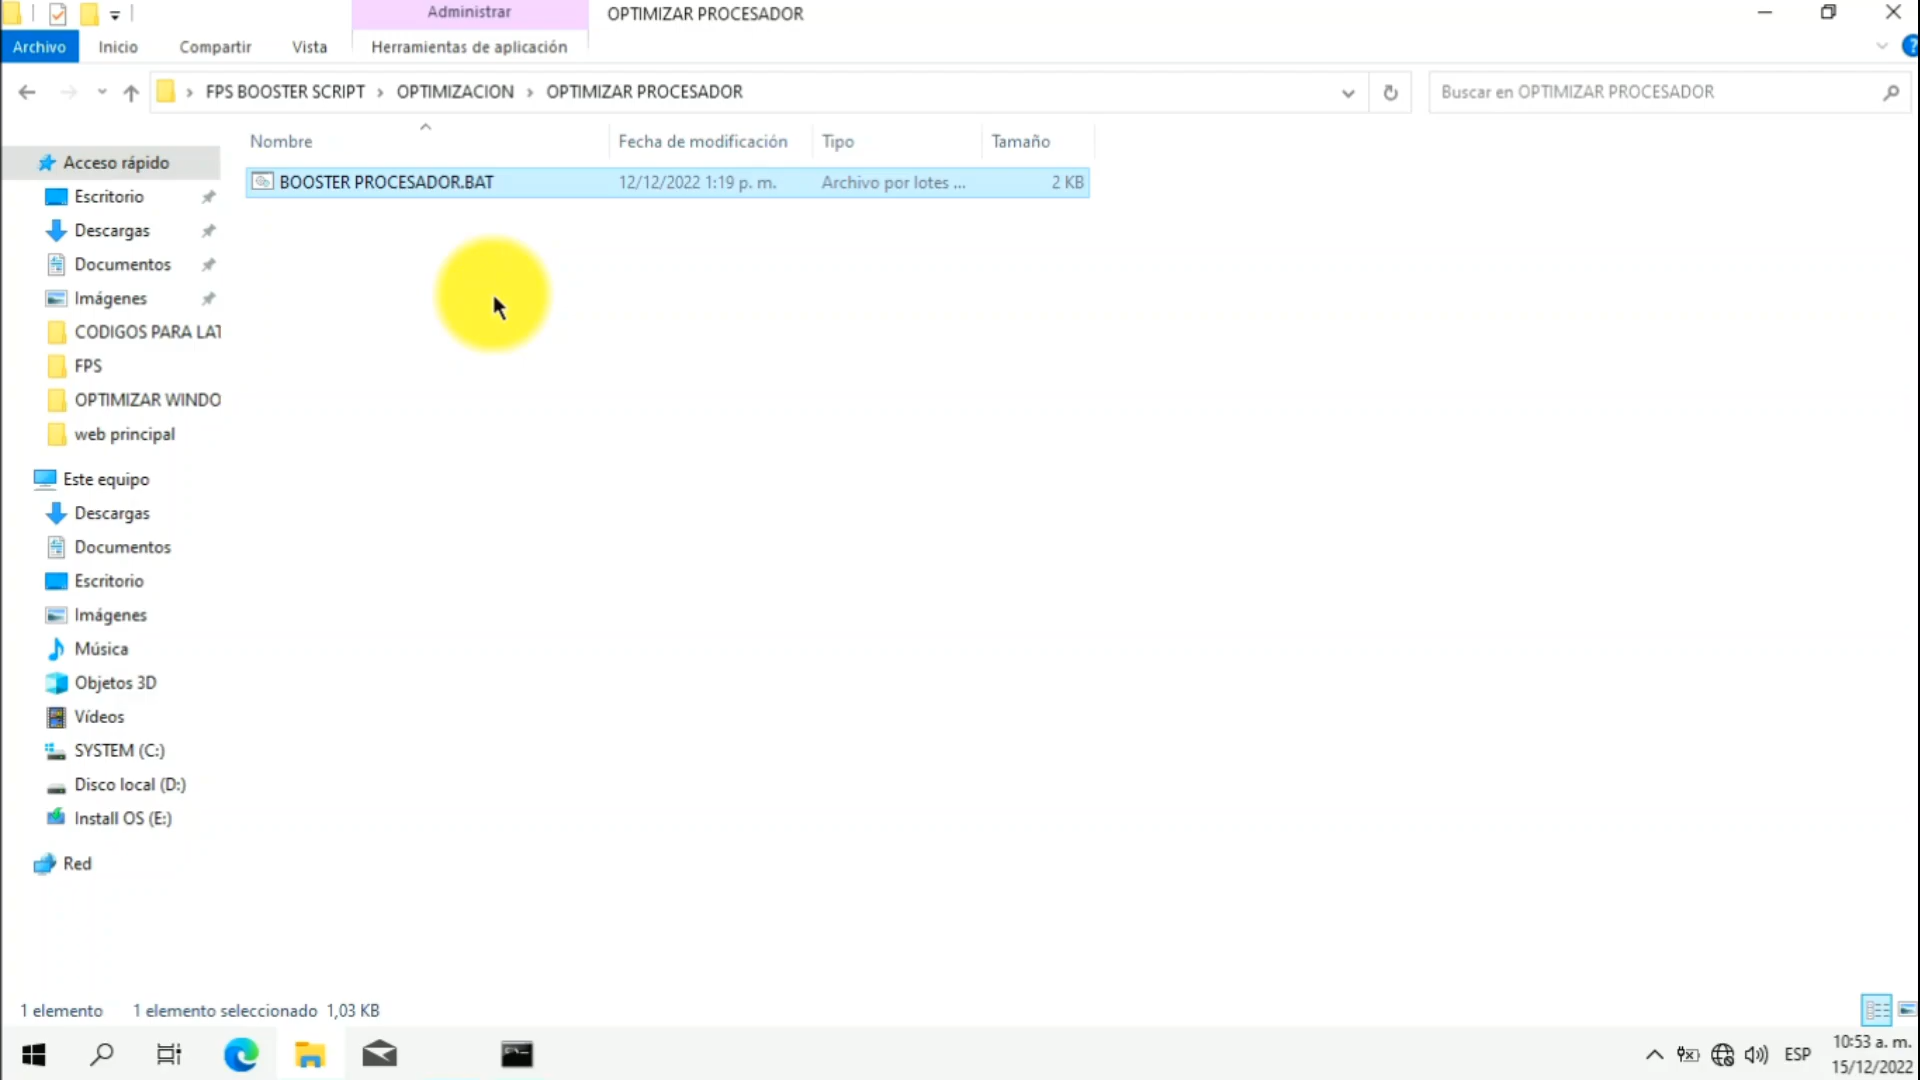 Administrar
OPTIMIZAR PROCESADOR
Archivo
Inicio
Compartir
Vista
Herramientas de aplicación
?
FPS BOOSTER SCRIPT › OPTIMIZACION › OPTIMIZAR PROCESADOR
Buscar en OPTIMIZAR PROCESADOR
Nombre
Fecha de modificación
Tipo
Tamaño
BOOSTER PROCESADOR.BAT
12/12/2022 1:19 p. m.
Archivo por lotes ...
2 KB
Acceso rápido
Escritorio
Descargas
Documentos
Imágenes
CODIGOS PARA LAT
FPS
OPTIMIZAR WINDO
web principal
Este equipo
Descargas
Documentos
Escritorio
Imágenes
Música
Objetos 3D
Vídeos
SYSTEM (C:)
Disco local (D:)
Install OS (E:)
Red
1 elemento
1 elemento seleccionado 1,03 KB
ESP
10:53 a. m.
15/12/2022